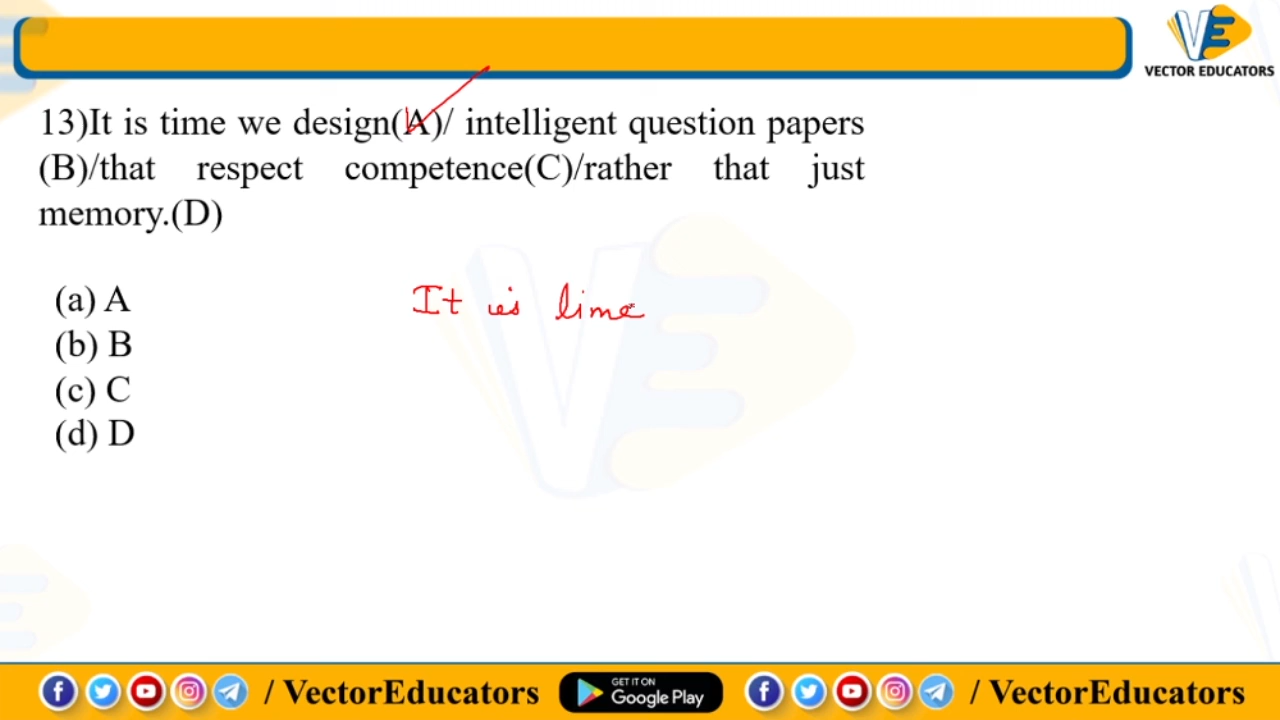 VE
VECTOR EDUCATORS
13)It is time we design(A)/ intelligent question papers
(B)/that respect competence(C)/rather that just
memory.(D)
(a) A
(b) B
(c) C
(d) D
It is time
/ VectorEducators
GET IT ON
Google Play
/ VectorEducators